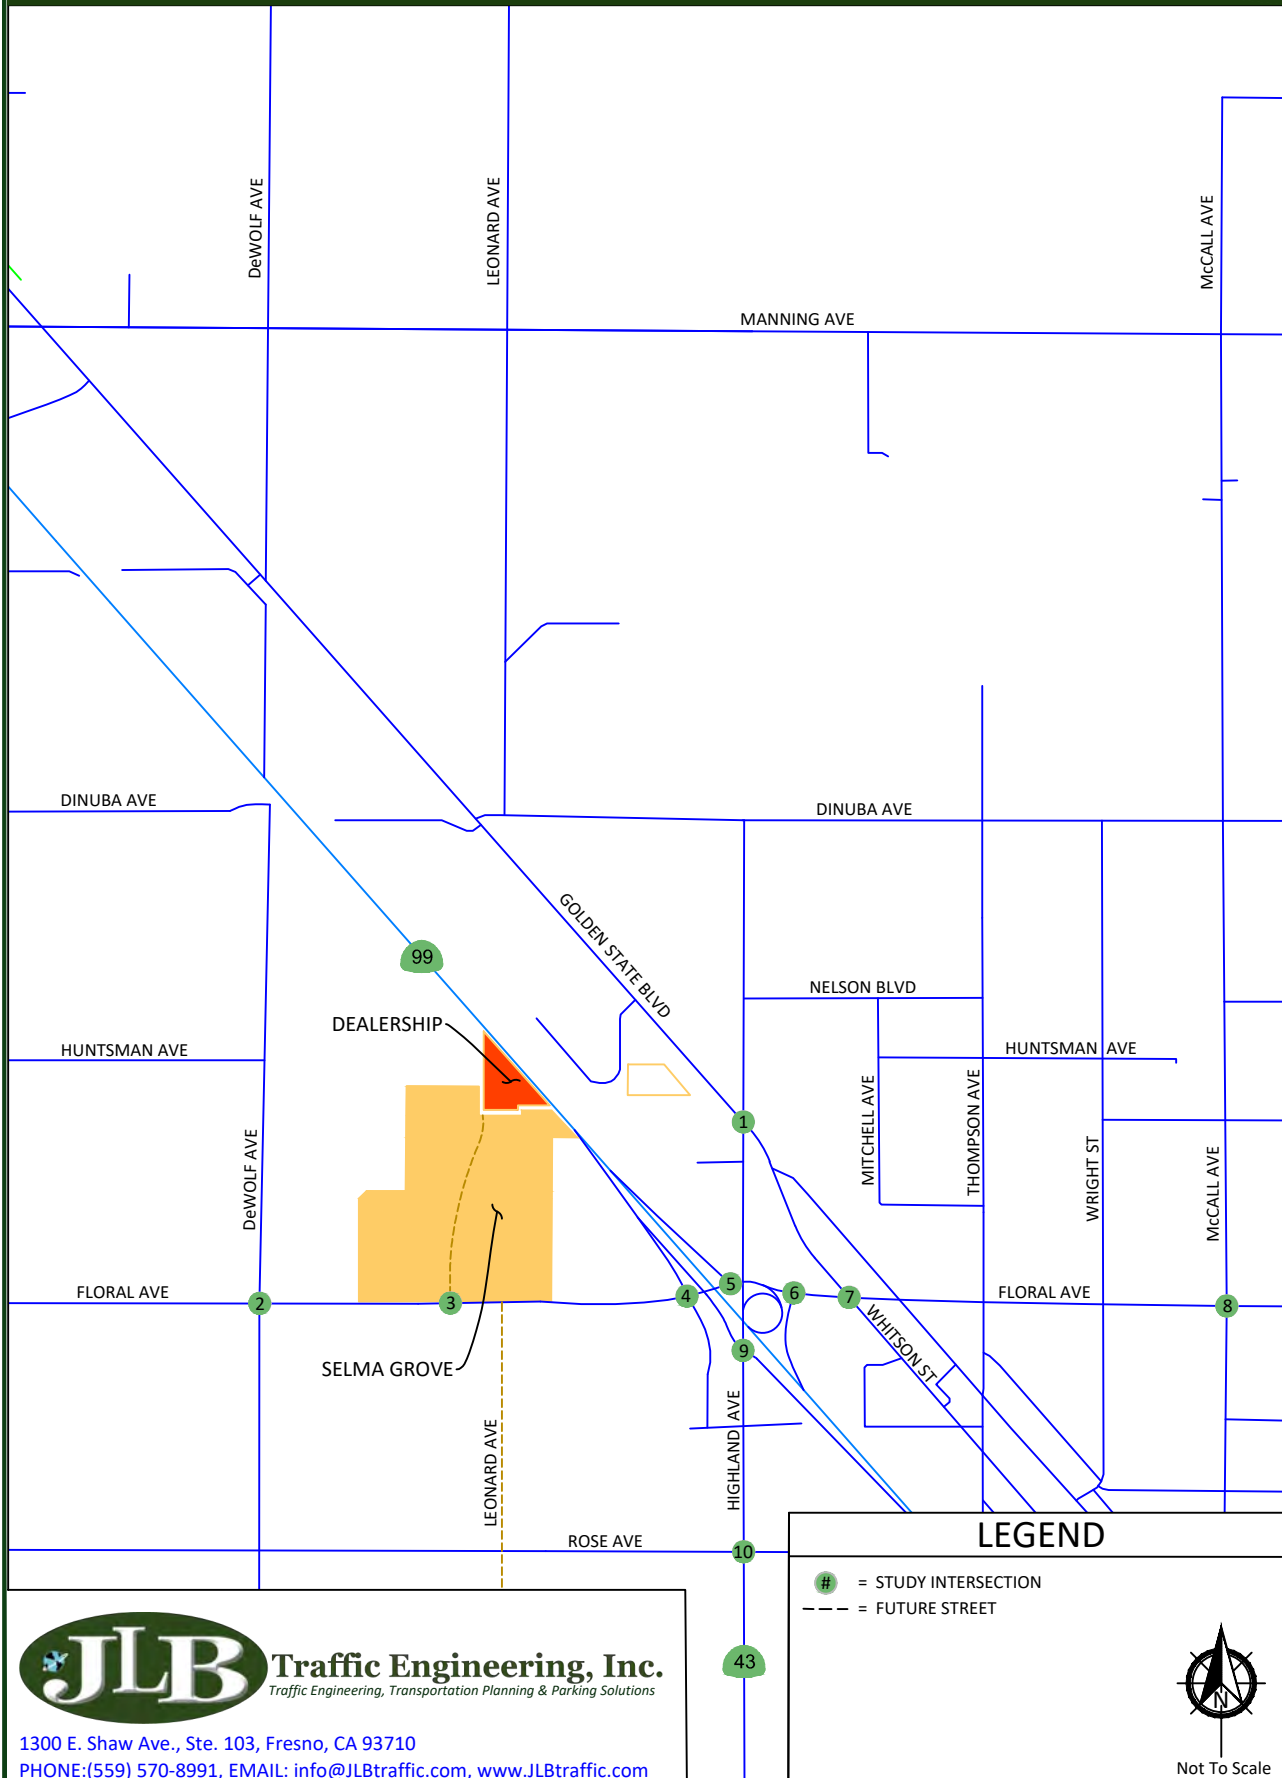 DeWOLF AVE
LEONARD AVE
McCALL AVE
MANNING AVE
DINUBA AVE
DINUBA AVE
GOLDEN STATE BLVD
99
NELSON BLVD
DEALERSHIP
HUNTSMAN AVE
HUNTSMAN AVE
MITCHELL AVE
THOMPSON AVE
1
WRIGHT ST
McCALL AVE
DeWOLF AVE
FLORAL AVE
2
3
4
5
6
7
FLORAL AVE
8
WHITSON ST
9
SELMA GROVE
HIGHLAND AVE
LEONARD AVE
ROSE AVE
10
43
LEGEND
# = STUDY INTERSECTION
= FUTURE STREET
N
Not To Scale
JLB Traffic Engineering, Inc.
Traffic Engineering, Transportation Planning & Parking Solutions
1300 E. Shaw Ave., Ste. 103, Fresno, CA 93710
PHONE:(559) 570-8991, EMAIL: info@JLBtraffic.com, www.JLBtraffic.com